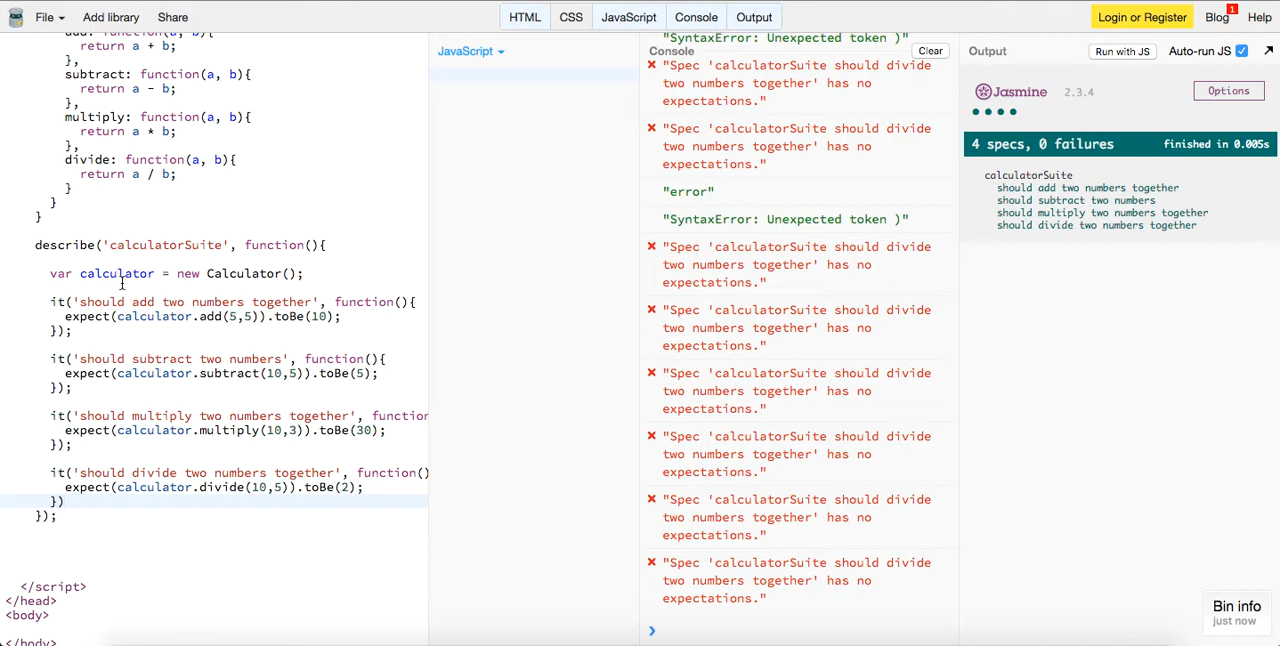 File
Add library
Share
HTML
CSS
JavaScript
Console
Output
Login or Register
Blog
1
Help
add: function(a, b){
return a + b;
},
subtract: function(a, b){
return a - b;
},
multiply: function(a, b){
return a * b;
},
divide: function(a, b){
return a / b;
}
}
}
describe('calculatorSuite', function(){
var calculator = new Calculator();
it('should add two numbers together', function(){
expect(calculator.add(5,5)).toBe(10);
});
it('should subtract two numbers', function(){
expect(calculator.subtract(10,5)).toBe(5);
});
it('should multiply two numbers together', function
expect(calculator.multiply(10,3)).toBe(30);
});
it('should divide two numbers together', function()
expect(calculator.divide(10,5)).toBe(2);
})
});
</script>
</head>
<body>
</body>
JavaScript
Console
Clear
"SyntaxError: Unexpected token )"
"Spec 'calculatorSuite should divide
two numbers together' has no
expectations."
"Spec 'calculatorSuite should divide
two numbers together' has no
expectations."
"error"
"SyntaxError: Unexpected token )"
"Spec 'calculatorSuite should divide
two numbers together' has no
expectations."
"Spec 'calculatorSuite should divide
two numbers together' has no
expectations."
"Spec 'calculatorSuite should divide
two numbers together' has no
expectations."
"Spec 'calculatorSuite should divide
two numbers together' has no
expectations."
"Spec 'calculatorSuite should divide
two numbers together' has no
expectations."
"Spec 'calculatorSuite should divide
two numbers together' has no
expectations."
Output
Run with JS
Auto-run JS
Jasmine 2.3.4
Options
4 specs, 0 failures
finished in 0.005s
calculatorSuite
should add two numbers together
should subtract two numbers
should multiply two numbers together
should divide two numbers together
Bin info
just now